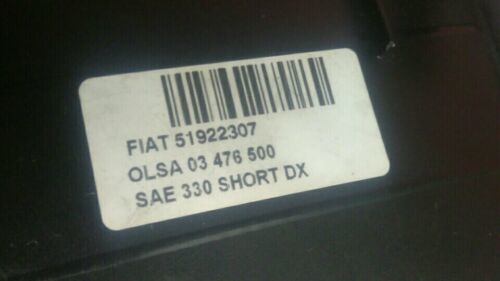 FIAT 51922307
OLSA 03 476 500
SAE 330 SHORT DX